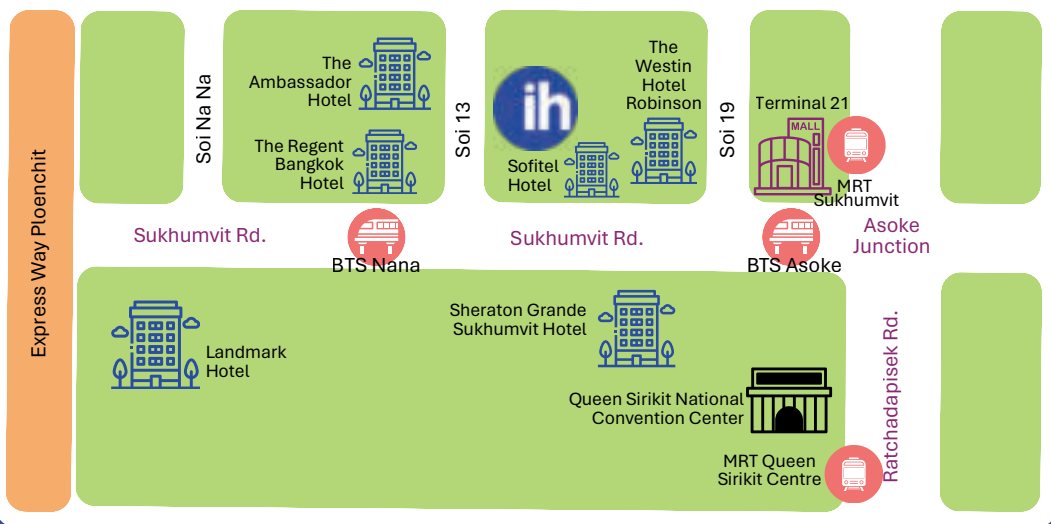 Express Way Ploenchit
Soi Na Na
The
Ambassador
Hotel
The Regent
Bangkok
Hotel
Soi 13
ih
Sofitel
Hotel
The
Westin
Hotel
Robinson
Soi 19
Terminal 21
MALL
MRT
Sukhumvit
Sukhumvit Rd.
BTS Nana
Sukhumvit Rd.
BTS Asoke
Asoke
Junction
Landmark
Hotel
Sheraton Grande
Sukhumvit Hotel
Queen Sirikit National
Convention Center
MRT Queen
Sirikit Centre
Ratchadapisek Rd.